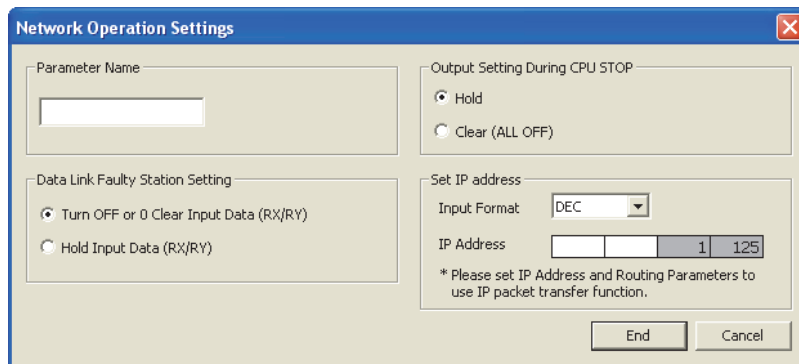 Network Operation Settings
Parameter Name
Data Link Faulty Station Setting
Turn OFF or 0 Clear Input Data (RX/RY)
Hold Input Data (RX/RY)
Output Setting During CPU STOP
Hold
Clear (ALL OFF)
Set IP address
Input Format DEC
IP Address 1 125
* Please set IP Address and Routing Parameters to
use IP packet transfer function.
End Cancel